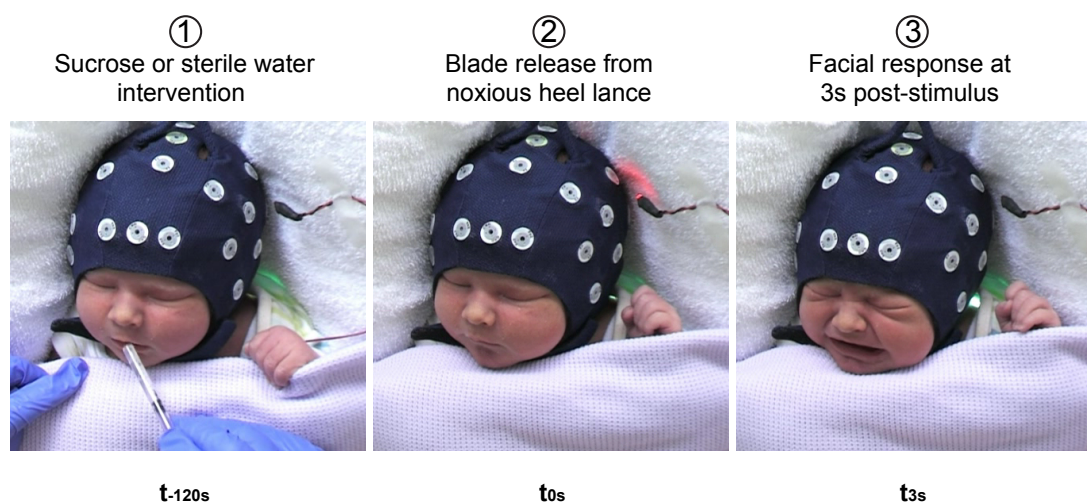 ①
Sucrose or sterile water
intervention
②
Blade release from
noxious heel lance
③
Facial response at
3s post-stimulus
t-120s
t0s
t3s